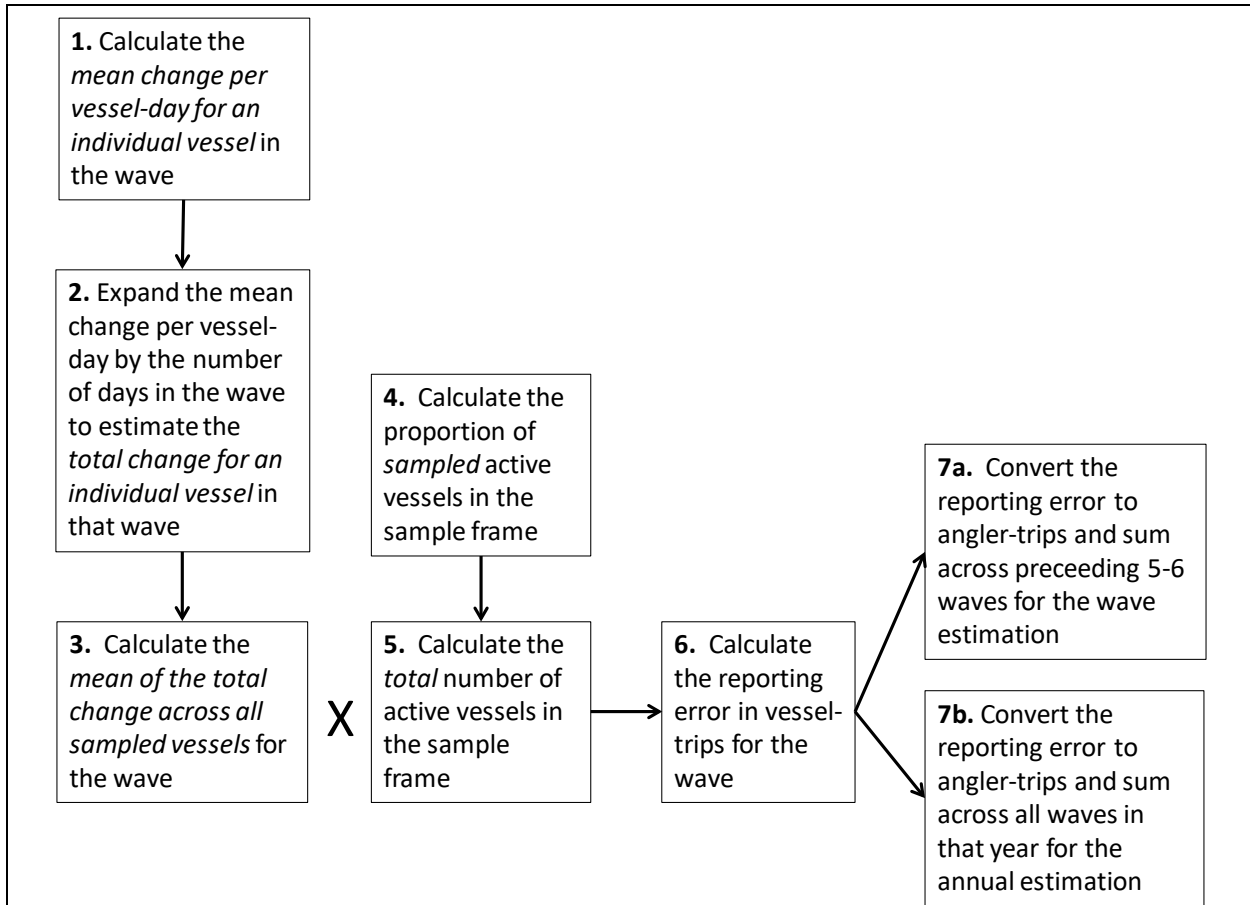 1. Calculate the
mean change per
vessel-day for an
individual vessel in
the wave
2. Expand the mean
change per vessel-
day by the number
of days in the wave
to estimate the
total change for an
individual vessel in
that wave
3. Calculate the
mean of the total
change across all
sampled vessels for
the wave
X
4. Calculate the
proportion of
sampled active
vessels in the
sample frame
5. Calculate the
total number of
active vessels in
the sample
frame
6. Calculate
the reporting
error in vessel-
trips for the
wave
7a. Convert the
reporting error to
angler-trips and sum
across preceeding 5-6
waves for the wave
estimation
7b. Convert the
reporting error to
angler-trips and sum
across all waves in
that year for the
annual estimation